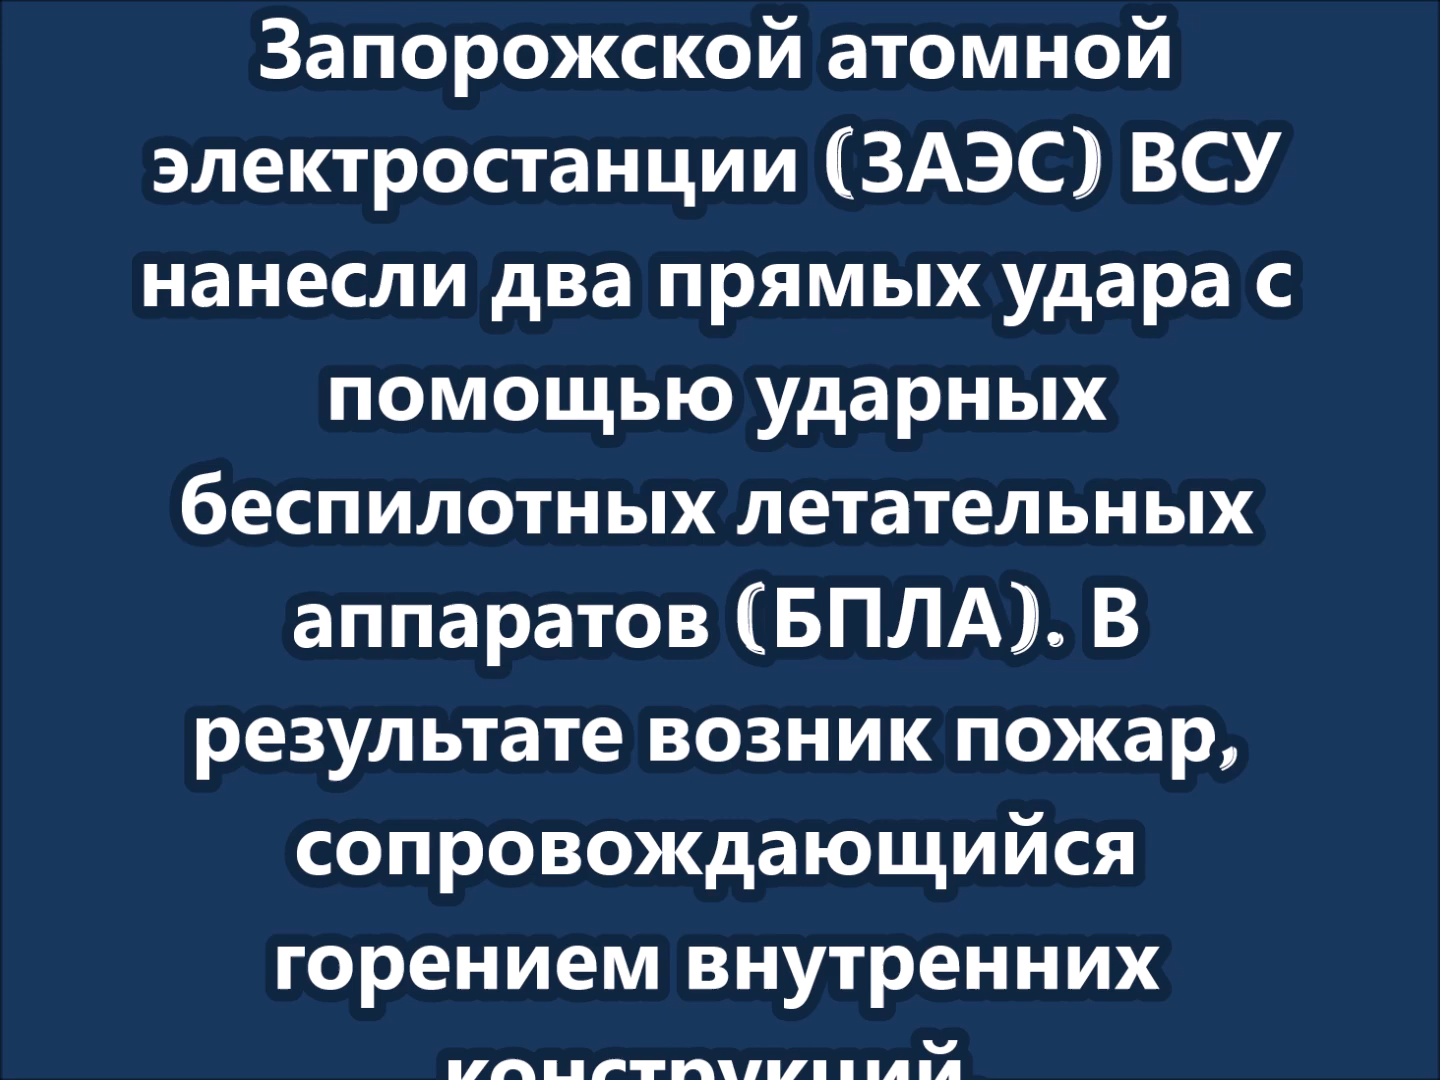 Запорожской атомной
электростанции (ЗАЭС) ВСУ
нанесли два прямых удара с
помощью ударных
беспилотных летательных
аппаратов (БПЛА). В
результате возник пожар,
сопровождающийся
горением внутренних
конструкций